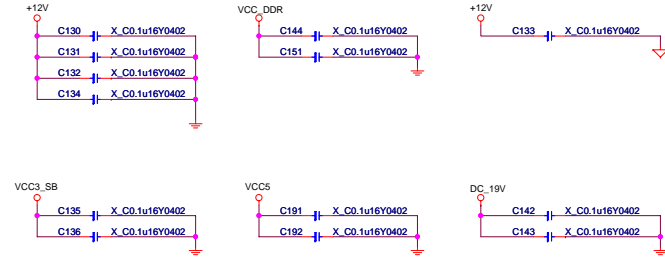 +12V
C130 X_C0.1u16Y0402
C131 X_C0.1u16Y0402
C132 X_C0.1u16Y0402
C134 X_C0.1u16Y0402
VCC_DDR
C144 X_C0.1u16Y0402
C151 X_C0.1u16Y0402
+12V
C133 X_C0.1u16Y0402
VCC3_SB
C135 X_C0.1u16Y0402
C136 X_C0.1u16Y0402
VCC5
C191 X_C0.1u16Y0402
C192 X_C0.1u16Y0402
DC_19V
C142 X_C0.1u16Y0402
C143 X_C0.1u16Y0402